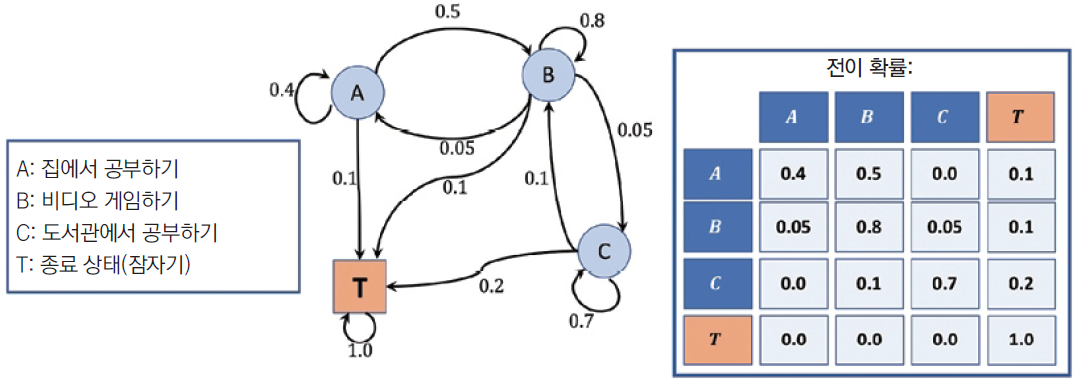 A: 집에서 공부하기
B: 비디오 게임하기
C: 도서관에서 공부하기
T: 종료 상태(잠자기)
0.5
0.8
0.4
A
B
0.05
0.05
0.1
0.1
0.1
C
T
0.2
0.7
1.0
전이 확률:
A B C T
A 0.4 0.5 0.0 0.1
B 0.05 0.8 0.05 0.1
C 0.0 0.1 0.7 0.2
T 0.0 0.0 0.0 1.0